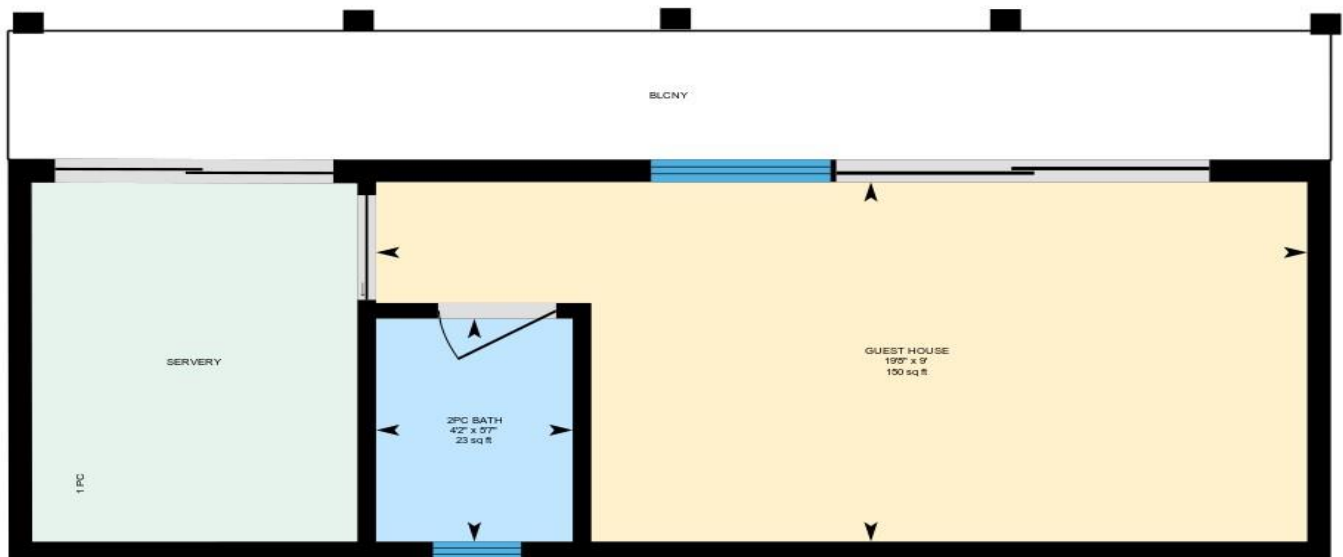 BLCNY
SERVERY
GUEST HOUSE
19'8" x 9'
150 sq ft
2PC BATH
4'2" x 5'7"
23 sq ft
1 PC